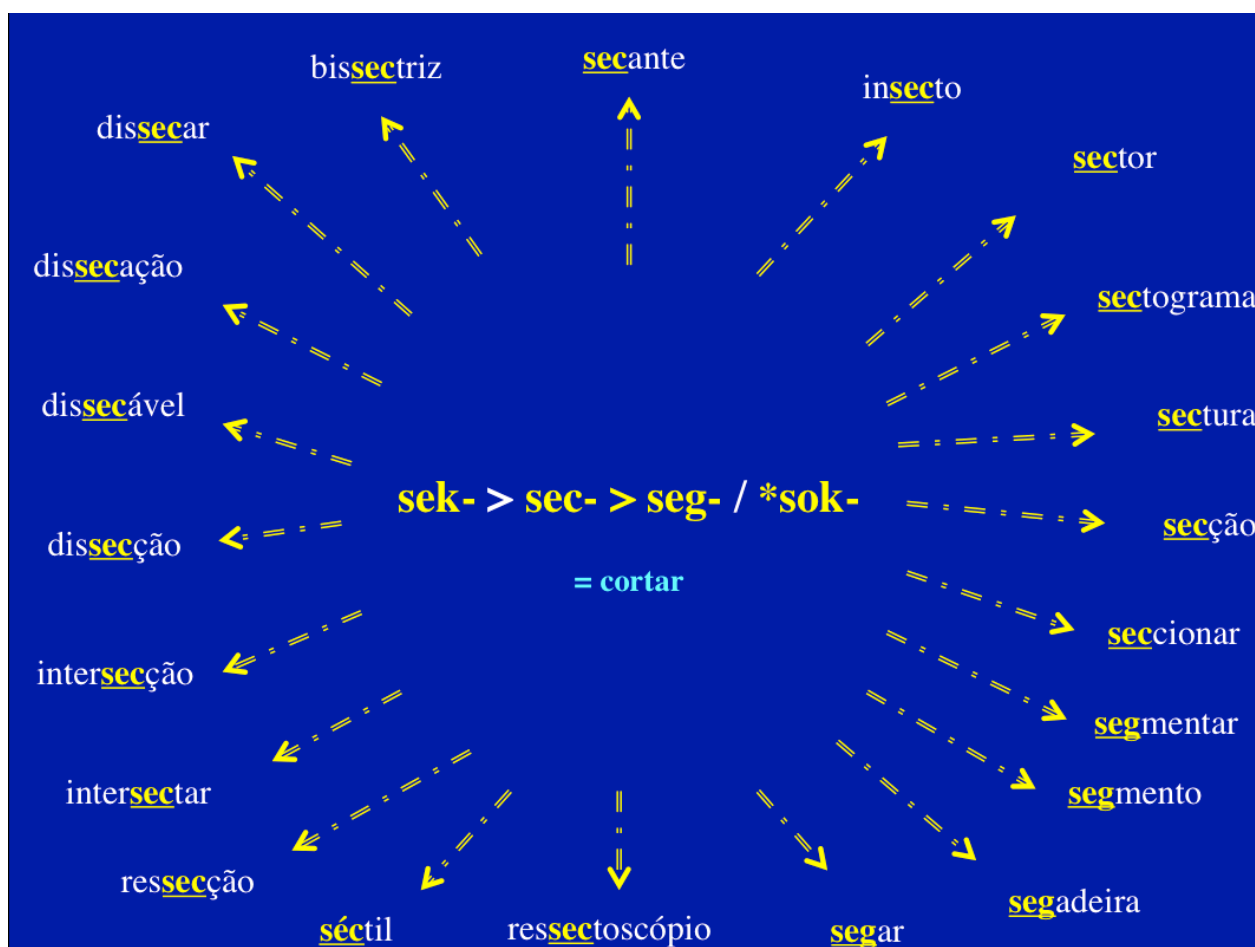 secante
bissectriz
insecto
dissecar
sector
dissecação
sectograma
dissecável
sectura
sek- > sec- > seg- / *sok-
secção
dissecção
= cortar
seccionar
intersecção
segmentar
intersectar
segmento
ressecção
segadeira
séctil
ressectoscópio
segar